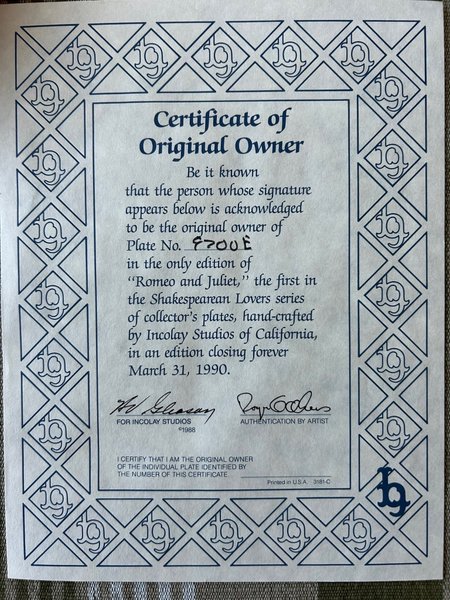 Certificate of
Original Owner
Be it known
that the person whose signature
appears below is acknowledged
to be the original owner of
Plate No. 9700E
in the only edition of
"Romeo and Juliet," the first in
the Shakespearean Lovers series
of collector's plates, hand-crafted
by Incolay Studios of California,
in an edition closing forever
March 31, 1990.
FOR INCOLAY STUDIOS
AUTHENTICATION BY ARTIST
©1988
I CERTIFY THAT I AM THE ORIGINAL OWNER
OF THE INDIVIDUAL PLATE IDENTIFIED BY
THE NUMBER OF THIS CERTIFICATE.
Printed in U.S.A. 3181-C